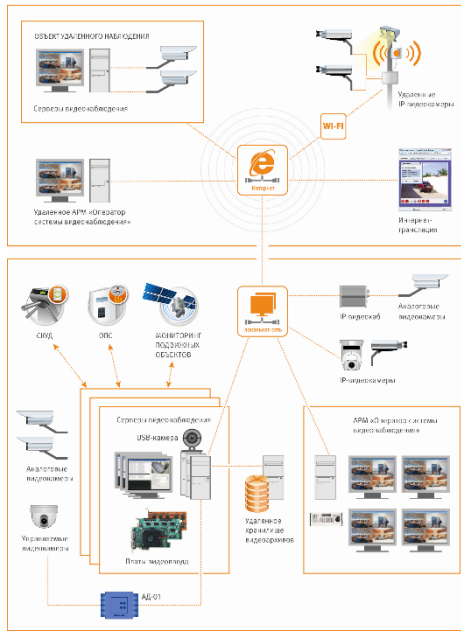 ОБЪЕКТ УДАЛЕННОГО НАБЛЮДЕНИЯ
Серверы видеонаблюдения
Удаленные
IP-видеокамеры
WI-FI
Интернет
Удаленное АРМ «Оператор
системы видеонаблюдения»
Интернет-
трансляция
СКУД
ОПС
МОНИТОРИНГ
ПОДВИЖНЫХ
ОБЪЕКТОВ
IP видеокаб
Аналоговые
видеокамеры
IP-видеокамеры
Серверы видеонаблюдения
USB-камера
АРМ «Оператор системы
видеонаблюдения»
Аналоговые
видеокамеры
Удаленное
хранилище
видеоархивов
Управляемые
видеокамеры
Платы видеоввода
АД-01